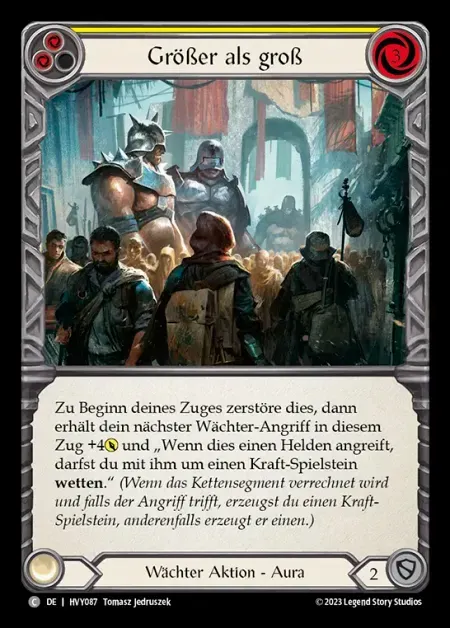 Größer als groß
3
Zu Beginn deines Zuges zerstöre dies, dann
erhält dein nächster Wächter-Angriff in diesem
Zug +4 und „Wenn dies einen Helden angreift,
darfst du mit ihm um einen Kraft-Spielstein
wetten.“ (Wenn das Kettensegment verrechnet wird
und falls der Angriff trifft, erzeugst du einen Kraft-
Spielstein, anderenfalls erzeugt er einen.)
Wächter Aktion - Aura
2
C DE | HVY087 Tomasz Jedruszek
© 2023 Legend Story Studios